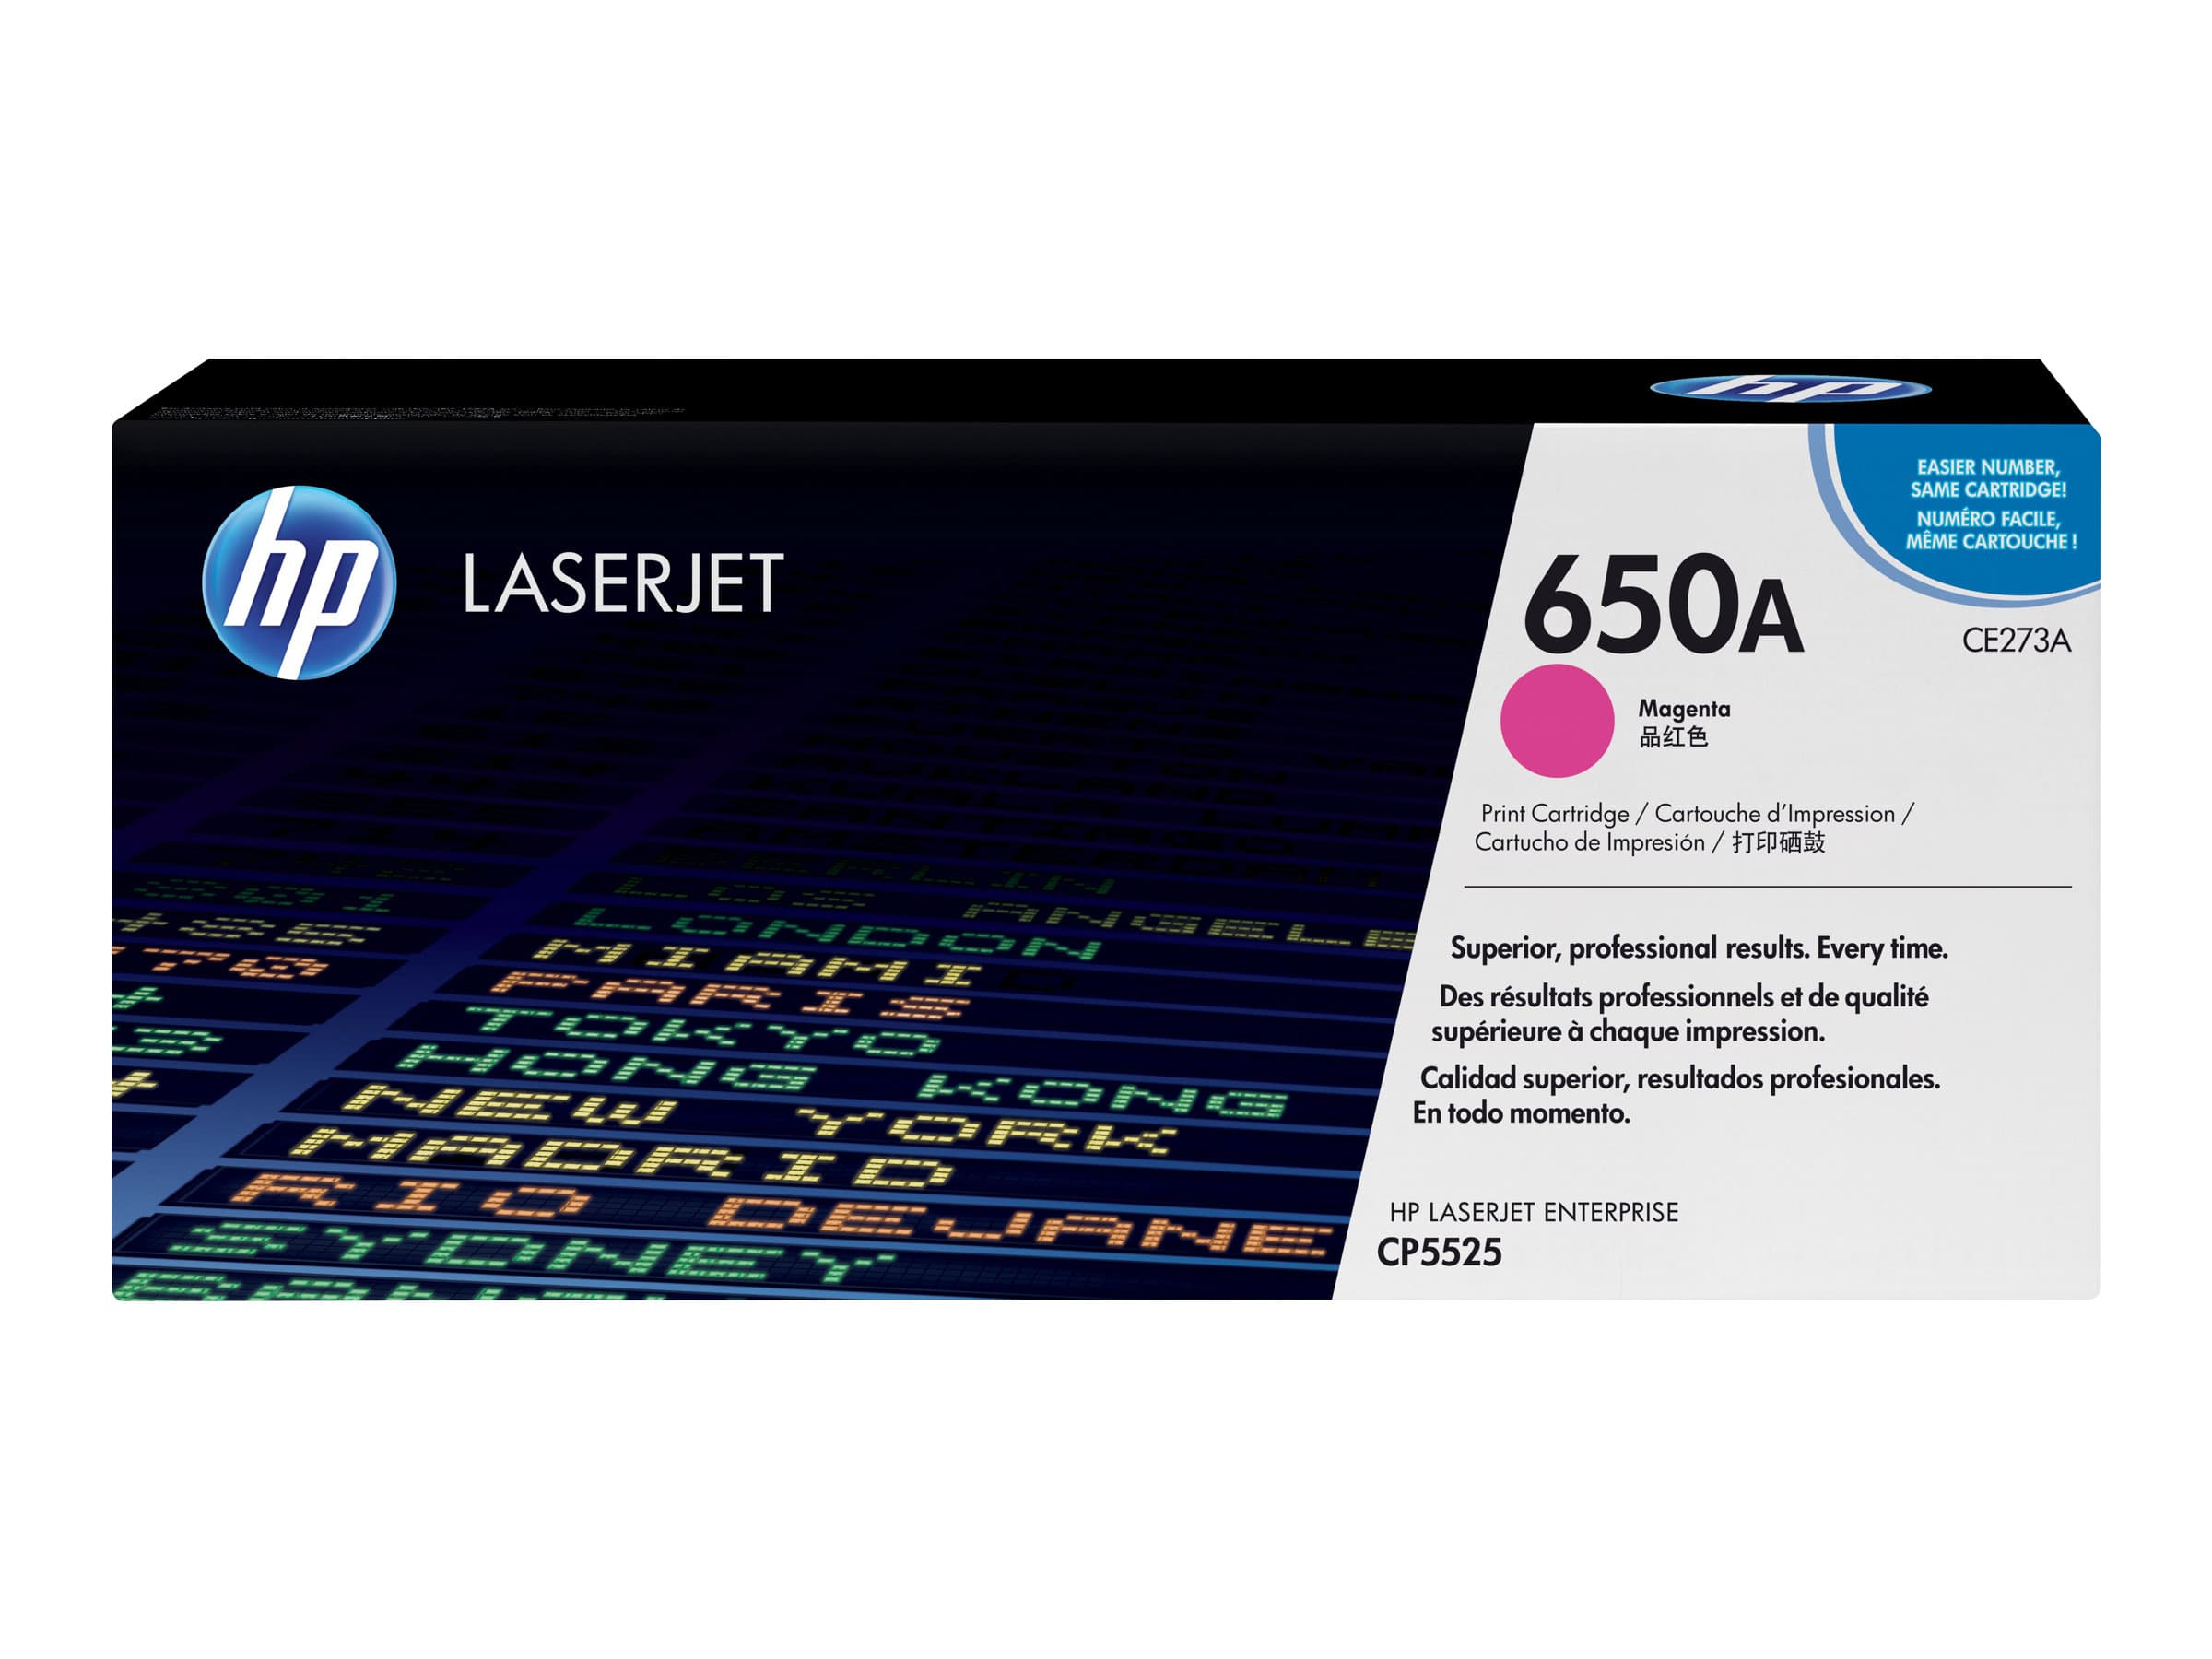 hp
hp
LASERJET
EASIER NUMBER,
SAME CARTRIDGE!
NUMÉRO FACILE,
MÊME CARTOUCHE !
650A
CE273A
Magenta
品红色
Print Cartridge / Cartouche d'Impression /
Cartucho de Impresión / 打印硒鼓
Superior, professional results. Every time.
Des résultats professionnels et de qualité
supérieure à chaque impression.
Calidad superior, resultados profesionales.
En todo momento.
HP LASERJET ENTERPRISE
CP5525
BERLIN
LOS ANGELE
LONDON
MIAMI
PARIS
TOKYO
HONG KONG
NEW YORK
MADRID
RIO DEJANE
SYDNEY